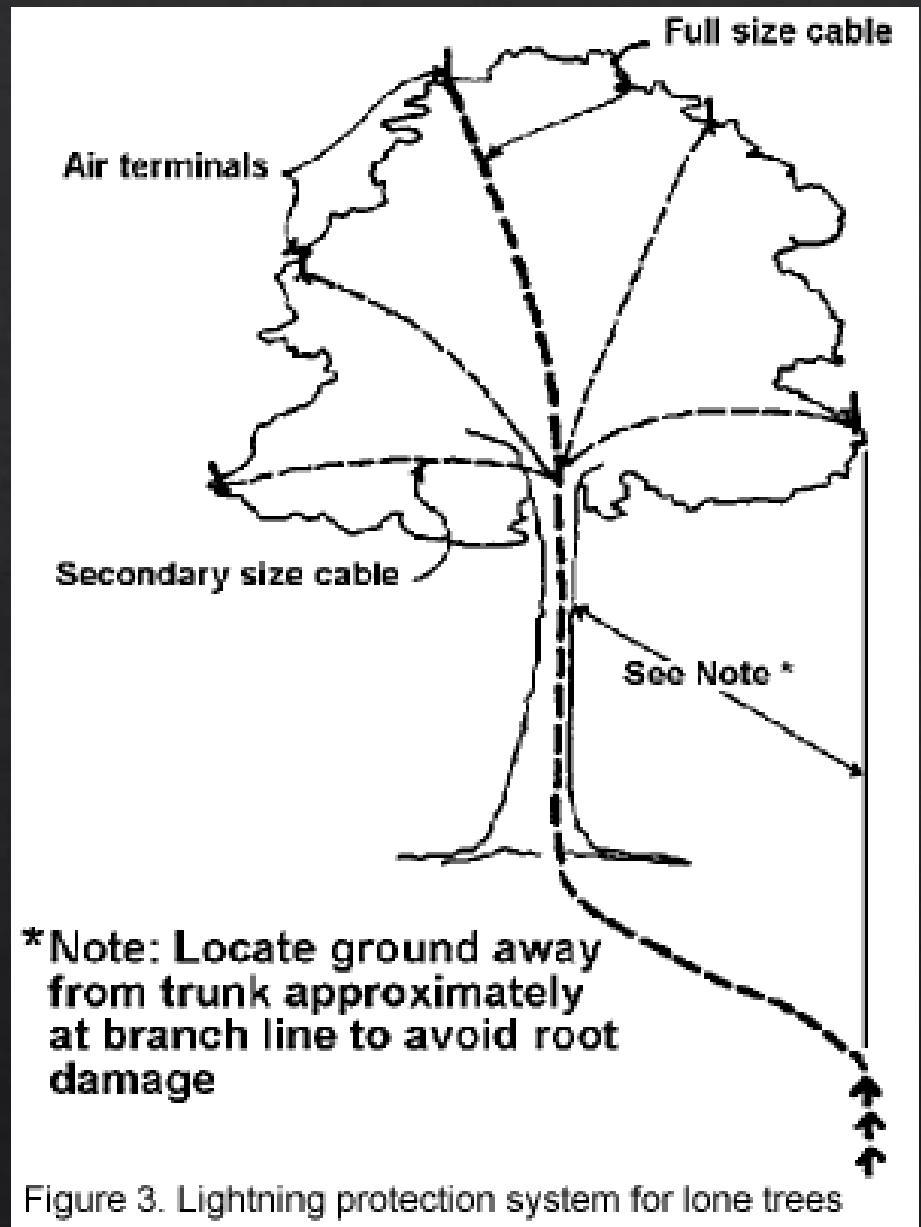 Full size cable
Air terminals
Secondary size cable
See Note *
*Note: Locate ground away
from trunk approximately
at branch line to avoid root
damage
Figure 3. Lightning protection system for lone trees